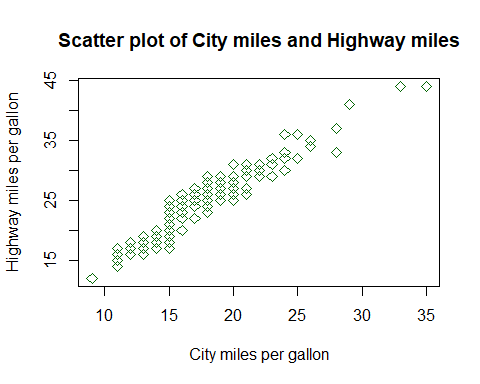 Scatter plot of City miles and Highway miles
Highway miles per gallon
45
35
25
15
10 15 20 25 30 35
City miles per gallon